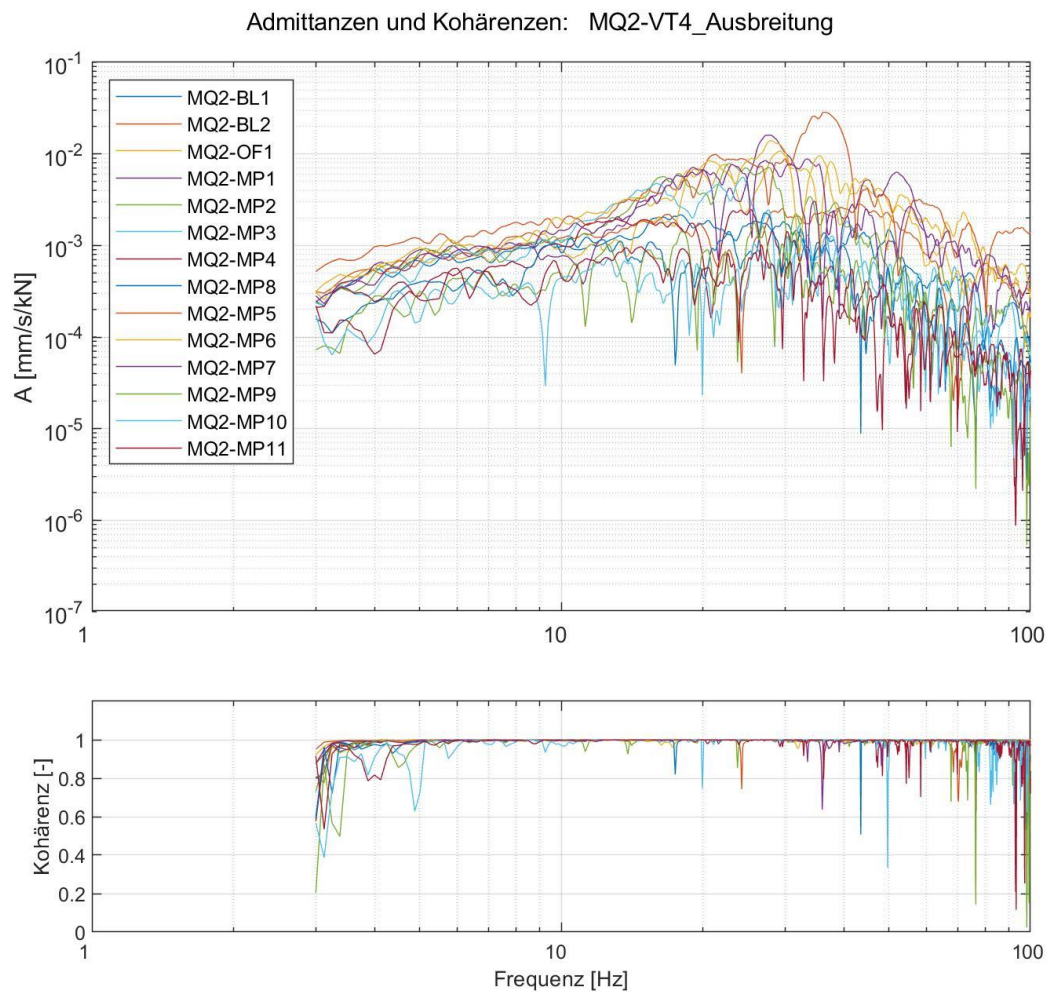 Admittanzen und Kohärenzen: MQ2-VT4_Ausbreitung
10-1
MQ2-BL1
MQ2-BL2
MQ2-OF1
MQ2-MP1
MQ2-MP2
MQ2-MP3
MQ2-MP4
MQ2-MP8
MQ2-MP5
MQ2-MP6
MQ2-MP7
MQ2-MP9
MQ2-MP10
MQ2-MP11
10-2
10-3
10-4
10-5
10-6
10-7
A [mm/s/kN]
1 10 100
1
0.8
0.6
0.4
0.2
0
Kohärenz [-]
1 10 100
Frequenz [Hz]